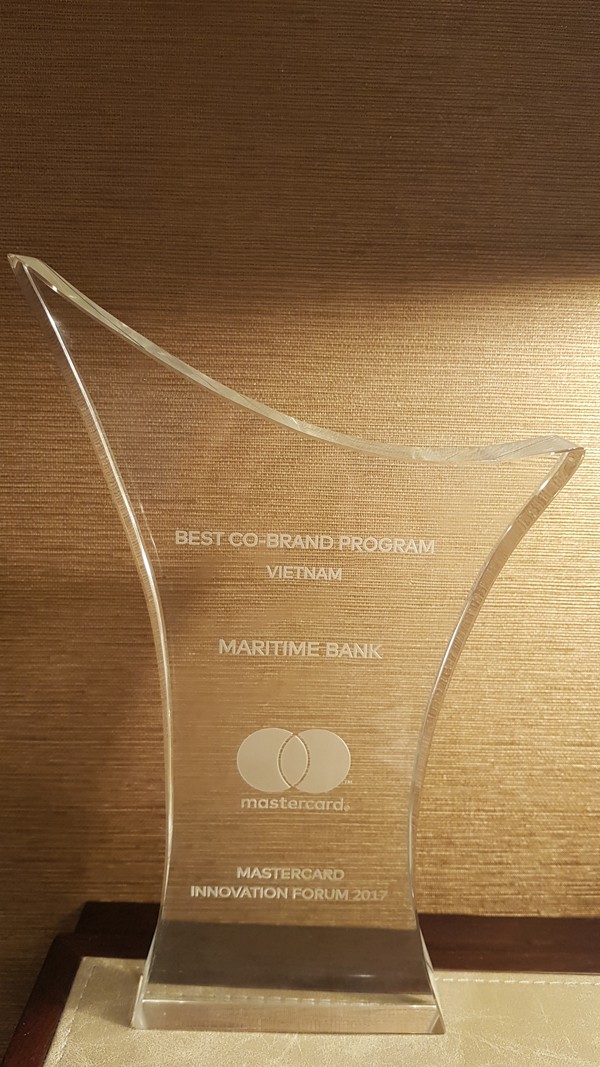 BEST CO-BRAND PROGRAM
VIETNAM
MARITIME BANK
mastercard.
MASTERCARD
INNOVATION FORUM 2017